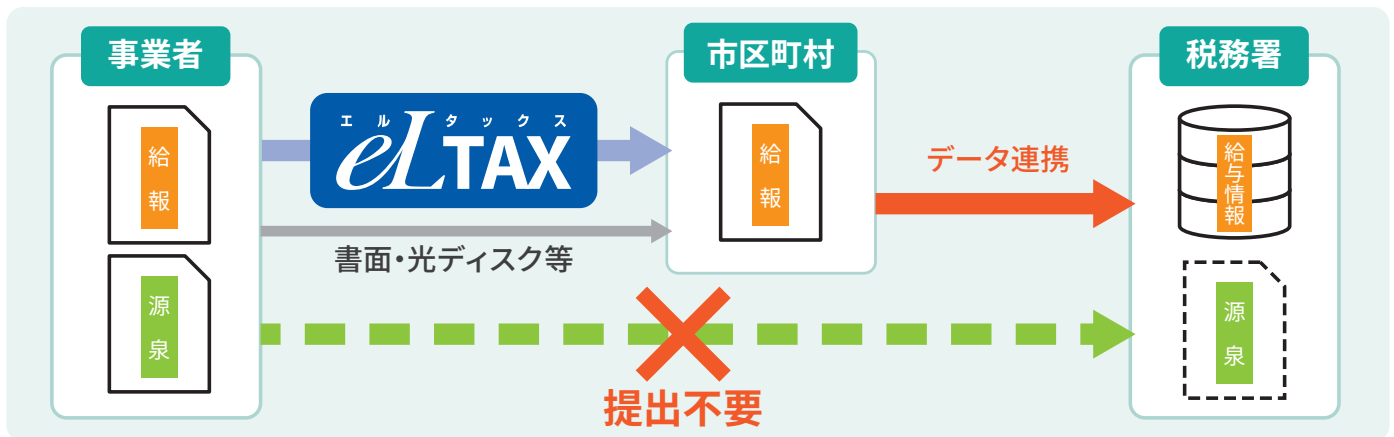 事業者
市区町村
税務署
給報
エルタックス
eLTAX
書面・光ディスク等
給報
データ連携
給与情報
源泉
提出不要
源泉